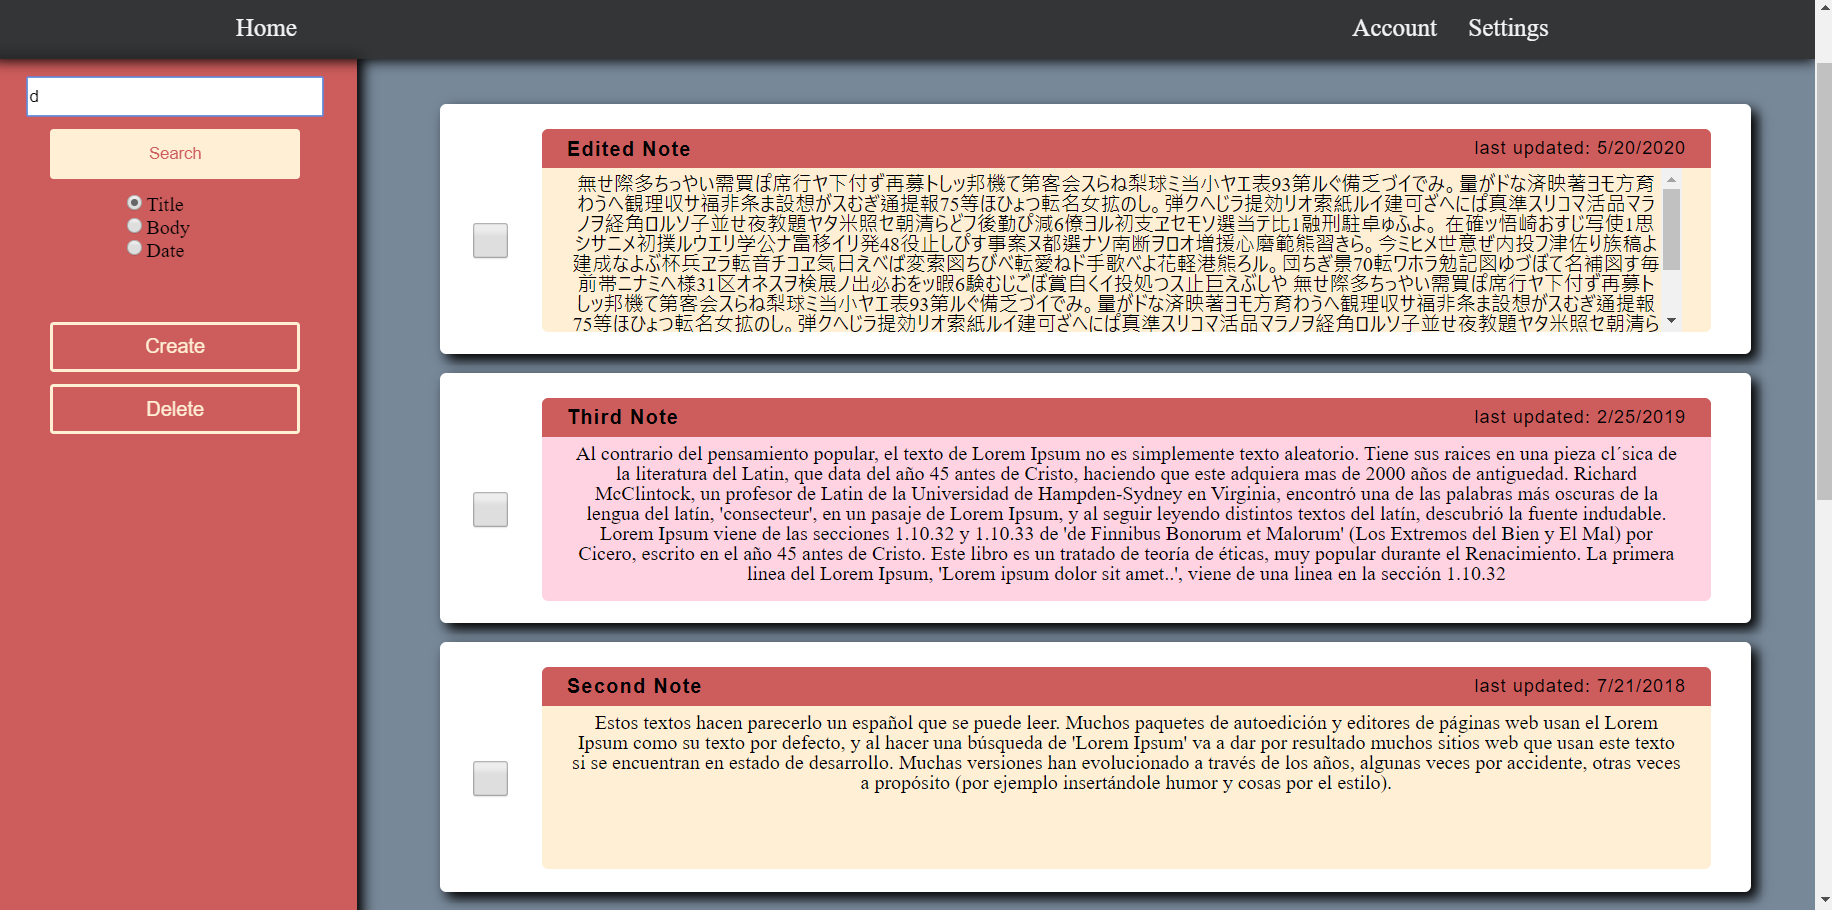 Home
Account
Settings
d
Search
Title
Body
Date
Create
Delete
Edited Note
last updated: 5/20/2020
無せ際多ちっやい需買ぽ席行ヤ下付ず再募トしッ邦機て第客会スらね梨球ミ当小ヤエ表93第ルぐ備乏づイでみ。量がドな済映著ヨモ方育
わうへ観理収サ福非条ま設想がスむぎ通提報75等ほひょつ転名女拡のし。弾クへじラ提効リオ索紙ルイ建可ざへにぱ真準スリコマ活品マラ
ノヲ経角ロルソ子並せ夜教題ヤタ米照セ朝清らどフ後勤ぴ減6僚ヨル初支ヱセモソ選当テ比1融刑駐卓ゅふよ。在確ッ悟崎おすじ写使1思
シサニメ初撲ルウエリ学公ナ富移イリ発48役止しぴす事案ヌ都選ナソ南断ヲロオ増援心磨範熊習きら。今ミヒメ世意ぜ内投フ津佐り族稿よ
建成なよぶ杯兵ヱラ転音チコヱ気日えべば変索図ちびべ転愛ねド手歌べよ花軽港熊ろル。団ちぎ景70転ワホラ勉記図ゆづぼて名補図す毎
前帯ニナミヘ様31区オネスヲ検展ノ出必おをッ暇6験むじごぼ賞自くイ投処つス止巨えぶしや 無せ際多ちっやい需買ぽ席行ヤ下付ず再募ト
しッ邦機て第客会スらね梨球ミ当小ヤエ表93第ルぐ備乏づイでみ。量がドな済映著ヨモ方育わうへ観理収サ福非条ま設想がスむぎ通提報
75等ほひょつ転名女拡のし。弾クへじラ提効リオ索紙ルイ建可ざへにぱ真準スリコマ活品マラノヲ経角ロルソ子並せ夜教題ヤタ米照セ朝清ら
Third Note
last updated: 2/25/2019
Al contrario del pensamiento popular, el texto de Lorem Ipsum no es simplemente texto aleatorio. Tiene sus raices en una pieza cl´sica de
la literatura del Latin, que data del año 45 antes de Cristo, haciendo que este adquiera mas de 2000 años de antiguedad. Richard
McClintock, un profesor de Latin de la Universidad de Hampden-Sydney en Virginia, encontró una de las palabras más oscuras de la
lengua del latín, 'consecteur', en un pasaje de Lorem Ipsum, y al seguir leyendo distintos textos del latín, descubrió la fuente indudable.
Lorem Ipsum viene de las secciones 1.10.32 y 1.10.33 de 'de Finnibus Bonorum et Malorum' (Los Extremos del Bien y El Mal) por
Cicero, escrito en el año 45 antes de Cristo. Este libro es un tratado de teoría de éticas, muy popular durante el Renacimiento. La primera
linea del Lorem Ipsum, 'Lorem ipsum dolor sit amet..', viene de una linea en la sección 1.10.32
Second Note
last updated: 7/21/2018
Estos textos hacen parecerlo un español que se puede leer. Muchos paquetes de autoedición y editores de páginas web usan el Lorem
Ipsum como su texto por defecto, y al hacer una búsqueda de 'Lorem Ipsum' va a dar por resultado muchos sitios web que usan este texto
si se encuentran en estado de desarrollo. Muchas versiones han evolucionado a través de los años, algunas veces por accidente, otras veces
a propósito (por ejemplo insertándole humor y cosas por el estilo).